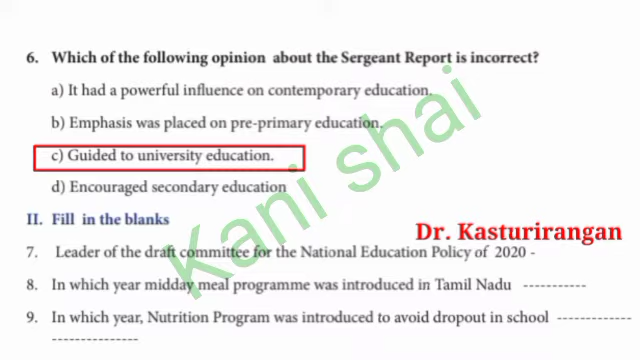 6. Which of the following opinion about the Sergeant Report is incorrect?
a) It had a powerful influence on contemporary education.
b) Emphasis was placed on pre-primary education.
c) Guided to university education.
d) Encouraged secondary education
II. Fill in the blanks
Dr. Kasturirangan
7. Leader of the draft committee for the National Education Policy of 2020 -
8. In which year midday meal programme was introduced in Tamil Nadu -----------
9. In which year, Nutrition Program was introduced to avoid dropout in school -------------
---------------
Kani shai